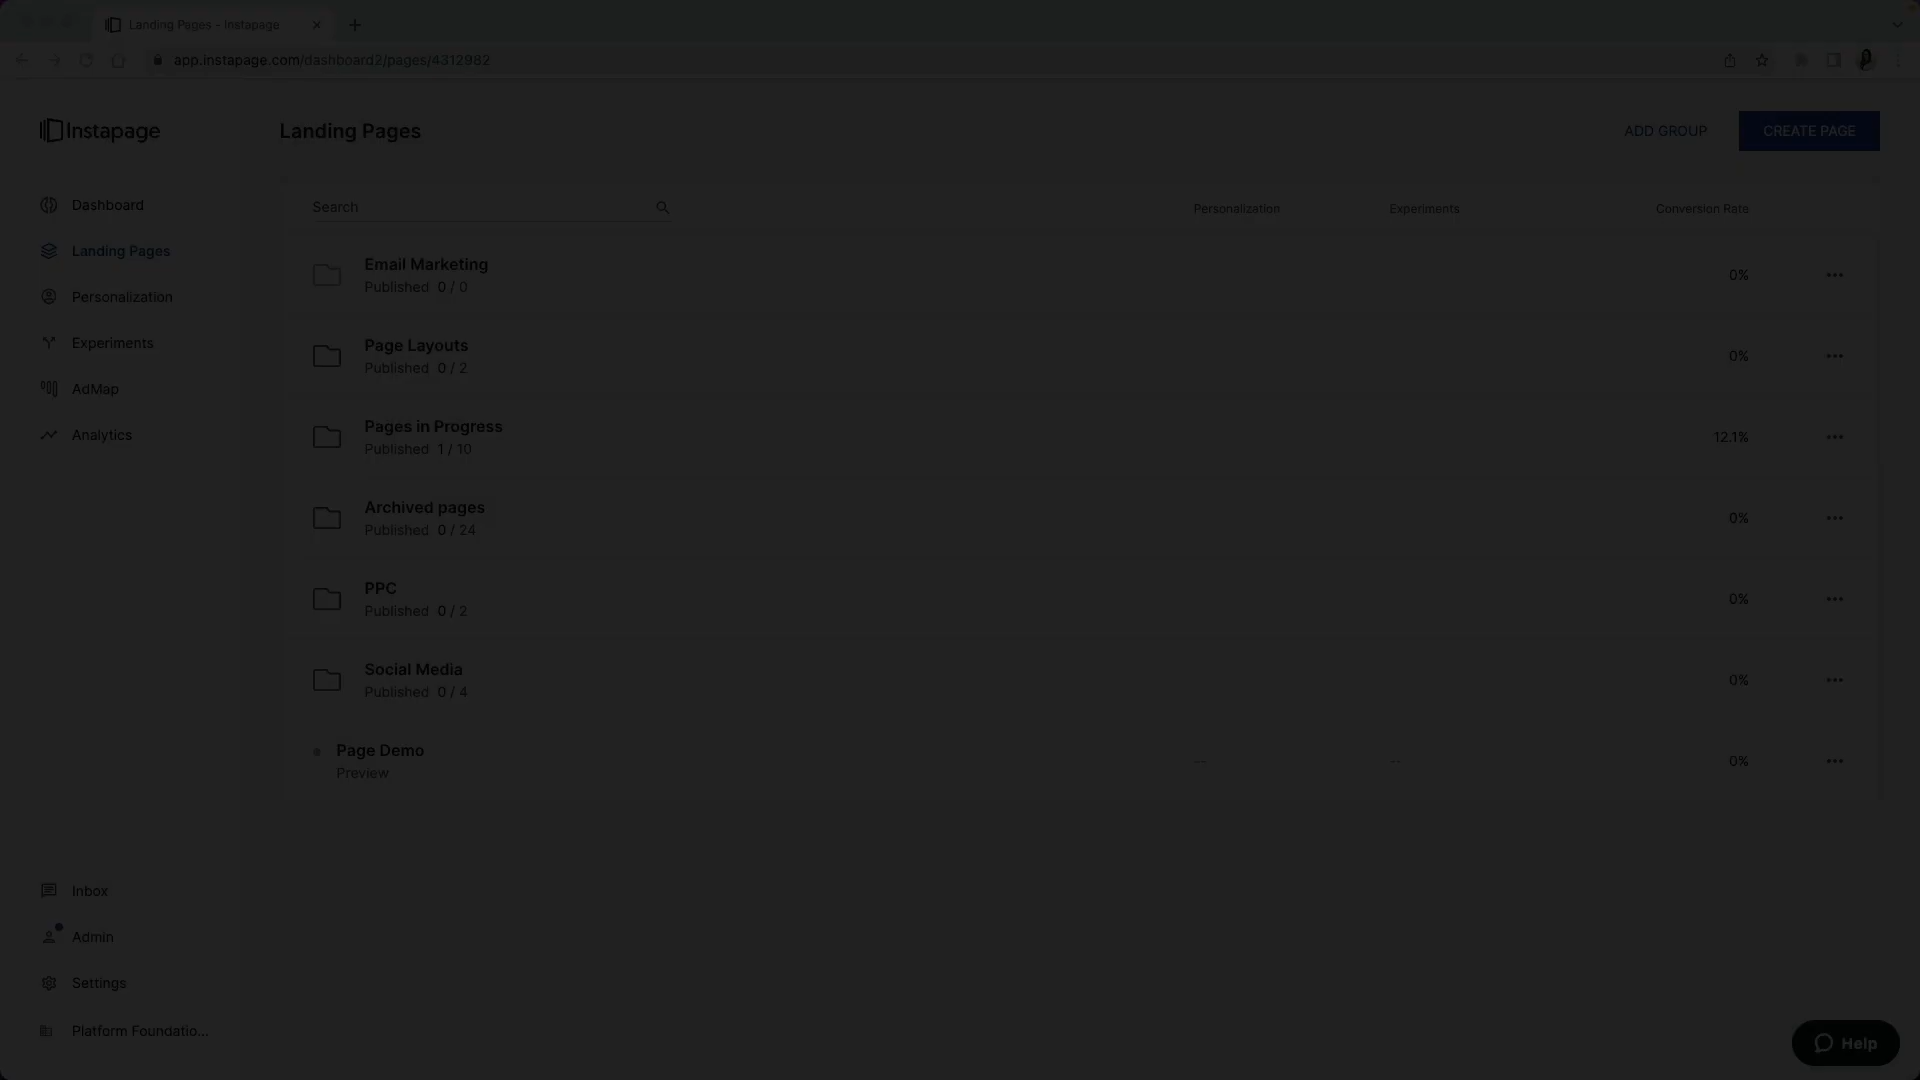 Landing Pages - Instapage
app.instapage.com/dashboard2/pages/4312982
Instapage
Landing Pages
ADD GROUP
CREATE PAGE
Dashboard
Landing Pages
Personalization
Experiments
AdMap
Analytics
Search
Personalization
Experiments
Conversion Rate
Email Marketing
Published 0 / 0
0%
Page Layouts
Published 0 / 2
0%
Pages in Progress
Published 1 / 10
12.1%
Archived pages
Published 0 / 24
0%
PPC
Published 0 / 2
0%
Social Media
Published 0 / 4
0%
Page Demo
Preview
--
--
0%
Inbox
Admin
Settings
Platform Foundatio...
Help